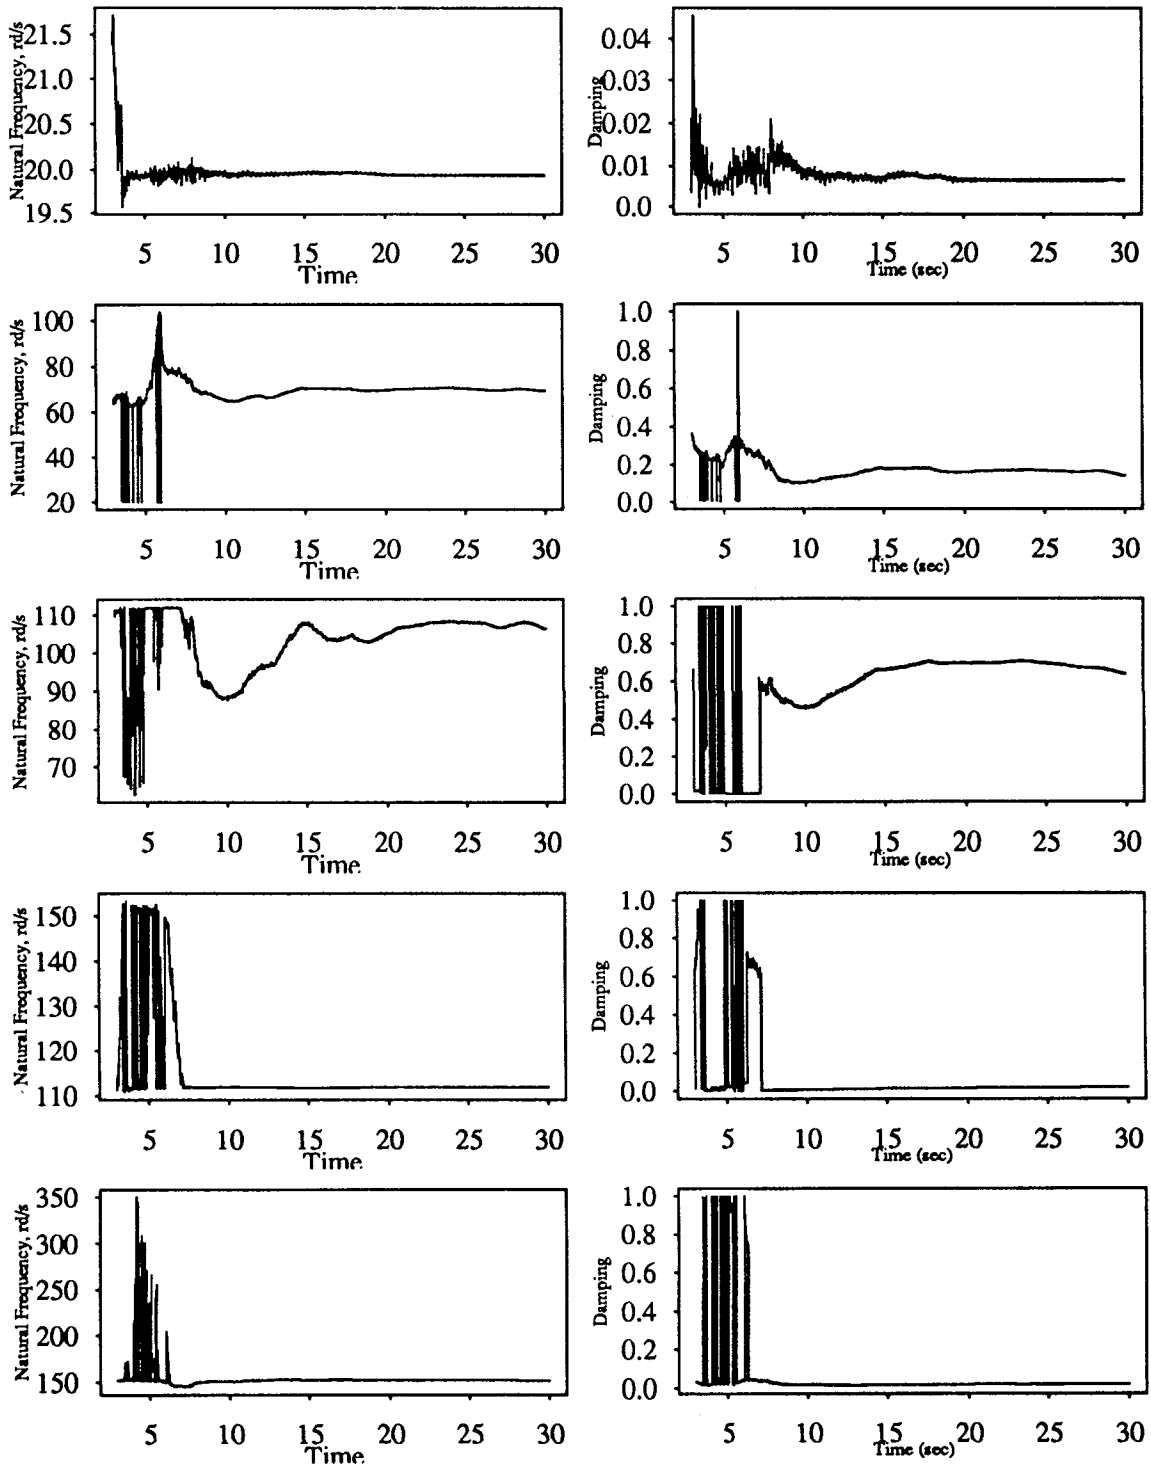 Natural Frequency, rd/s
21.5
21.0
20.5
20.0
19.5
5 10 15 20 25 30
Time
Damping
0.04
0.03
0.02
0.01
0.0
5 10 15 20 25 30
Time (sec)
Natural Frequency, rd/s
100
80
60
40
20
5 10 15 20 25 30
Time
Damping
1.0
0.8
0.6
0.4
0.2
0.0
5 10 15 20 25 30
Time (sec)
Natural Frequency, rd/s
110
100
90
80
70
5 10 15 20 25 30
Time
Damping
1.0
0.8
0.6
0.4
0.2
0.0
5 10 15 20 25 30
Time (sec)
Natural Frequency, rd/s
150
140
130
120
110
5 10 15 20 25 30
Time
Damping
1.0
0.8
0.6
0.4
0.2
0.0
5 10 15 20 25 30
Time (sec)
Natural Frequency, rd/s
350
300
250
200
150
5 10 15 20 25 30
Time
Damping
1.0
0.8
0.6
0.4
0.2
0.0
5 10 15 20 25 30
Time (sec)